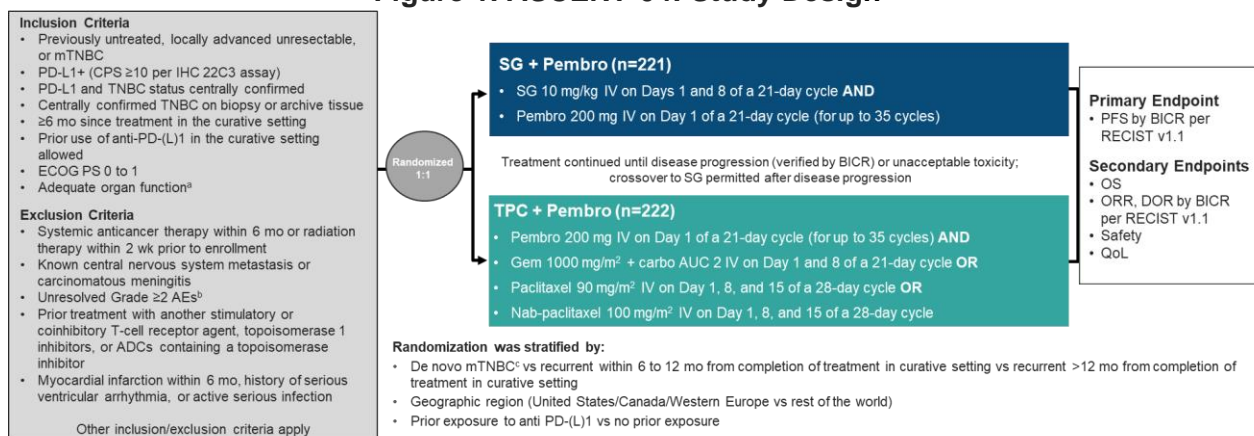 Inclusion Criteria
• Previously untreated, locally advanced unresectable,
or mTNBC
• PD-L1+ (CPS ≥10 per IHC 22C3 assay)
• PD-L1 and TNBC status centrally confirmed
• Centrally confirmed TNBC on biopsy or archive tissue
• ≥6 mo since treatment in the curative setting
• Prior use of anti-PD-(L)1 in the curative setting
allowed
• ECOG PS 0 to 1
• Adequate organ functionᵃ
Exclusion Criteria
• Systemic anticancer therapy within 6 mo or radiation
therapy within 2 wk prior to enrollment
• Known central nervous system metastasis or
carcinomatous meningitis
• Unresolved Grade ≥2 AEsᵇ
• Prior treatment with another stimulatory or
coinhibitory T-cell receptor agent, topoisomerase 1
inhibitors, or ADCs containing a topoisomerase
inhibitor
• Myocardial infarction within 6 mo, history of serious
ventricular arrhythmia, or active serious infection
Other inclusion/exclusion criteria apply
Randomized
1:1
SG + Pembro (n=221)
• SG 10 mg/kg IV on Days 1 and 8 of a 21-day cycle AND
• Pembro 200 mg IV on Day 1 of a 21-day cycle (for up to 35 cycles)
Treatment continued until disease progression (verified by BICR) or unacceptable toxicity;
crossover to SG permitted after disease progression
TPC + Pembro (n=222)
• Pembro 200 mg IV on Day 1 of a 21-day cycle (for up to 35 cycles) AND
• Gem 1000 mg/m² + carbo AUC 2 IV on Day 1 and 8 of a 21-day cycle OR
• Paclitaxel 90 mg/m² IV on Day 1, 8, and 15 of a 28-day cycle OR
• Nab-paclitaxel 100 mg/m² IV on Day 1, 8, and 15 of a 28-day cycle
Randomization was stratified by:
• De novo mTNBCᶜ vs recurrent within 6 to 12 mo from completion of treatment in curative setting vs recurrent >12 mo from completion of
treatment in curative setting
• Geographic region (United States/Canada/Western Europe vs rest of the world)
• Prior exposure to anti PD-(L)1 vs no prior exposure
Primary Endpoint
• PFS by BICR per
RECIST v1.1
Secondary Endpoints
• OS
• ORR, DOR by BICR
per RECIST v1.1
• Safety
• QoL